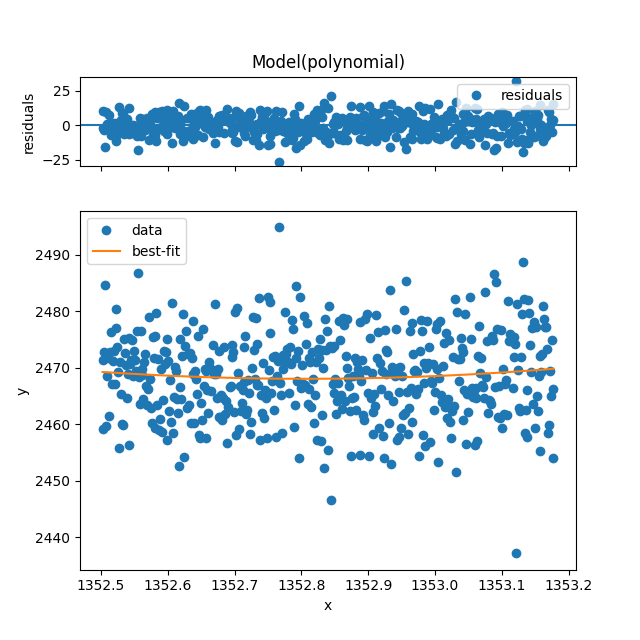 Model(polynomial)
25
0
−25
residuals
residuals
data
best-fit
2490
2480
2470
2460
2450
2440
y
1352.5 1352.6 1352.7 1352.8 1352.9 1353.0 1353.1 1353.2
x